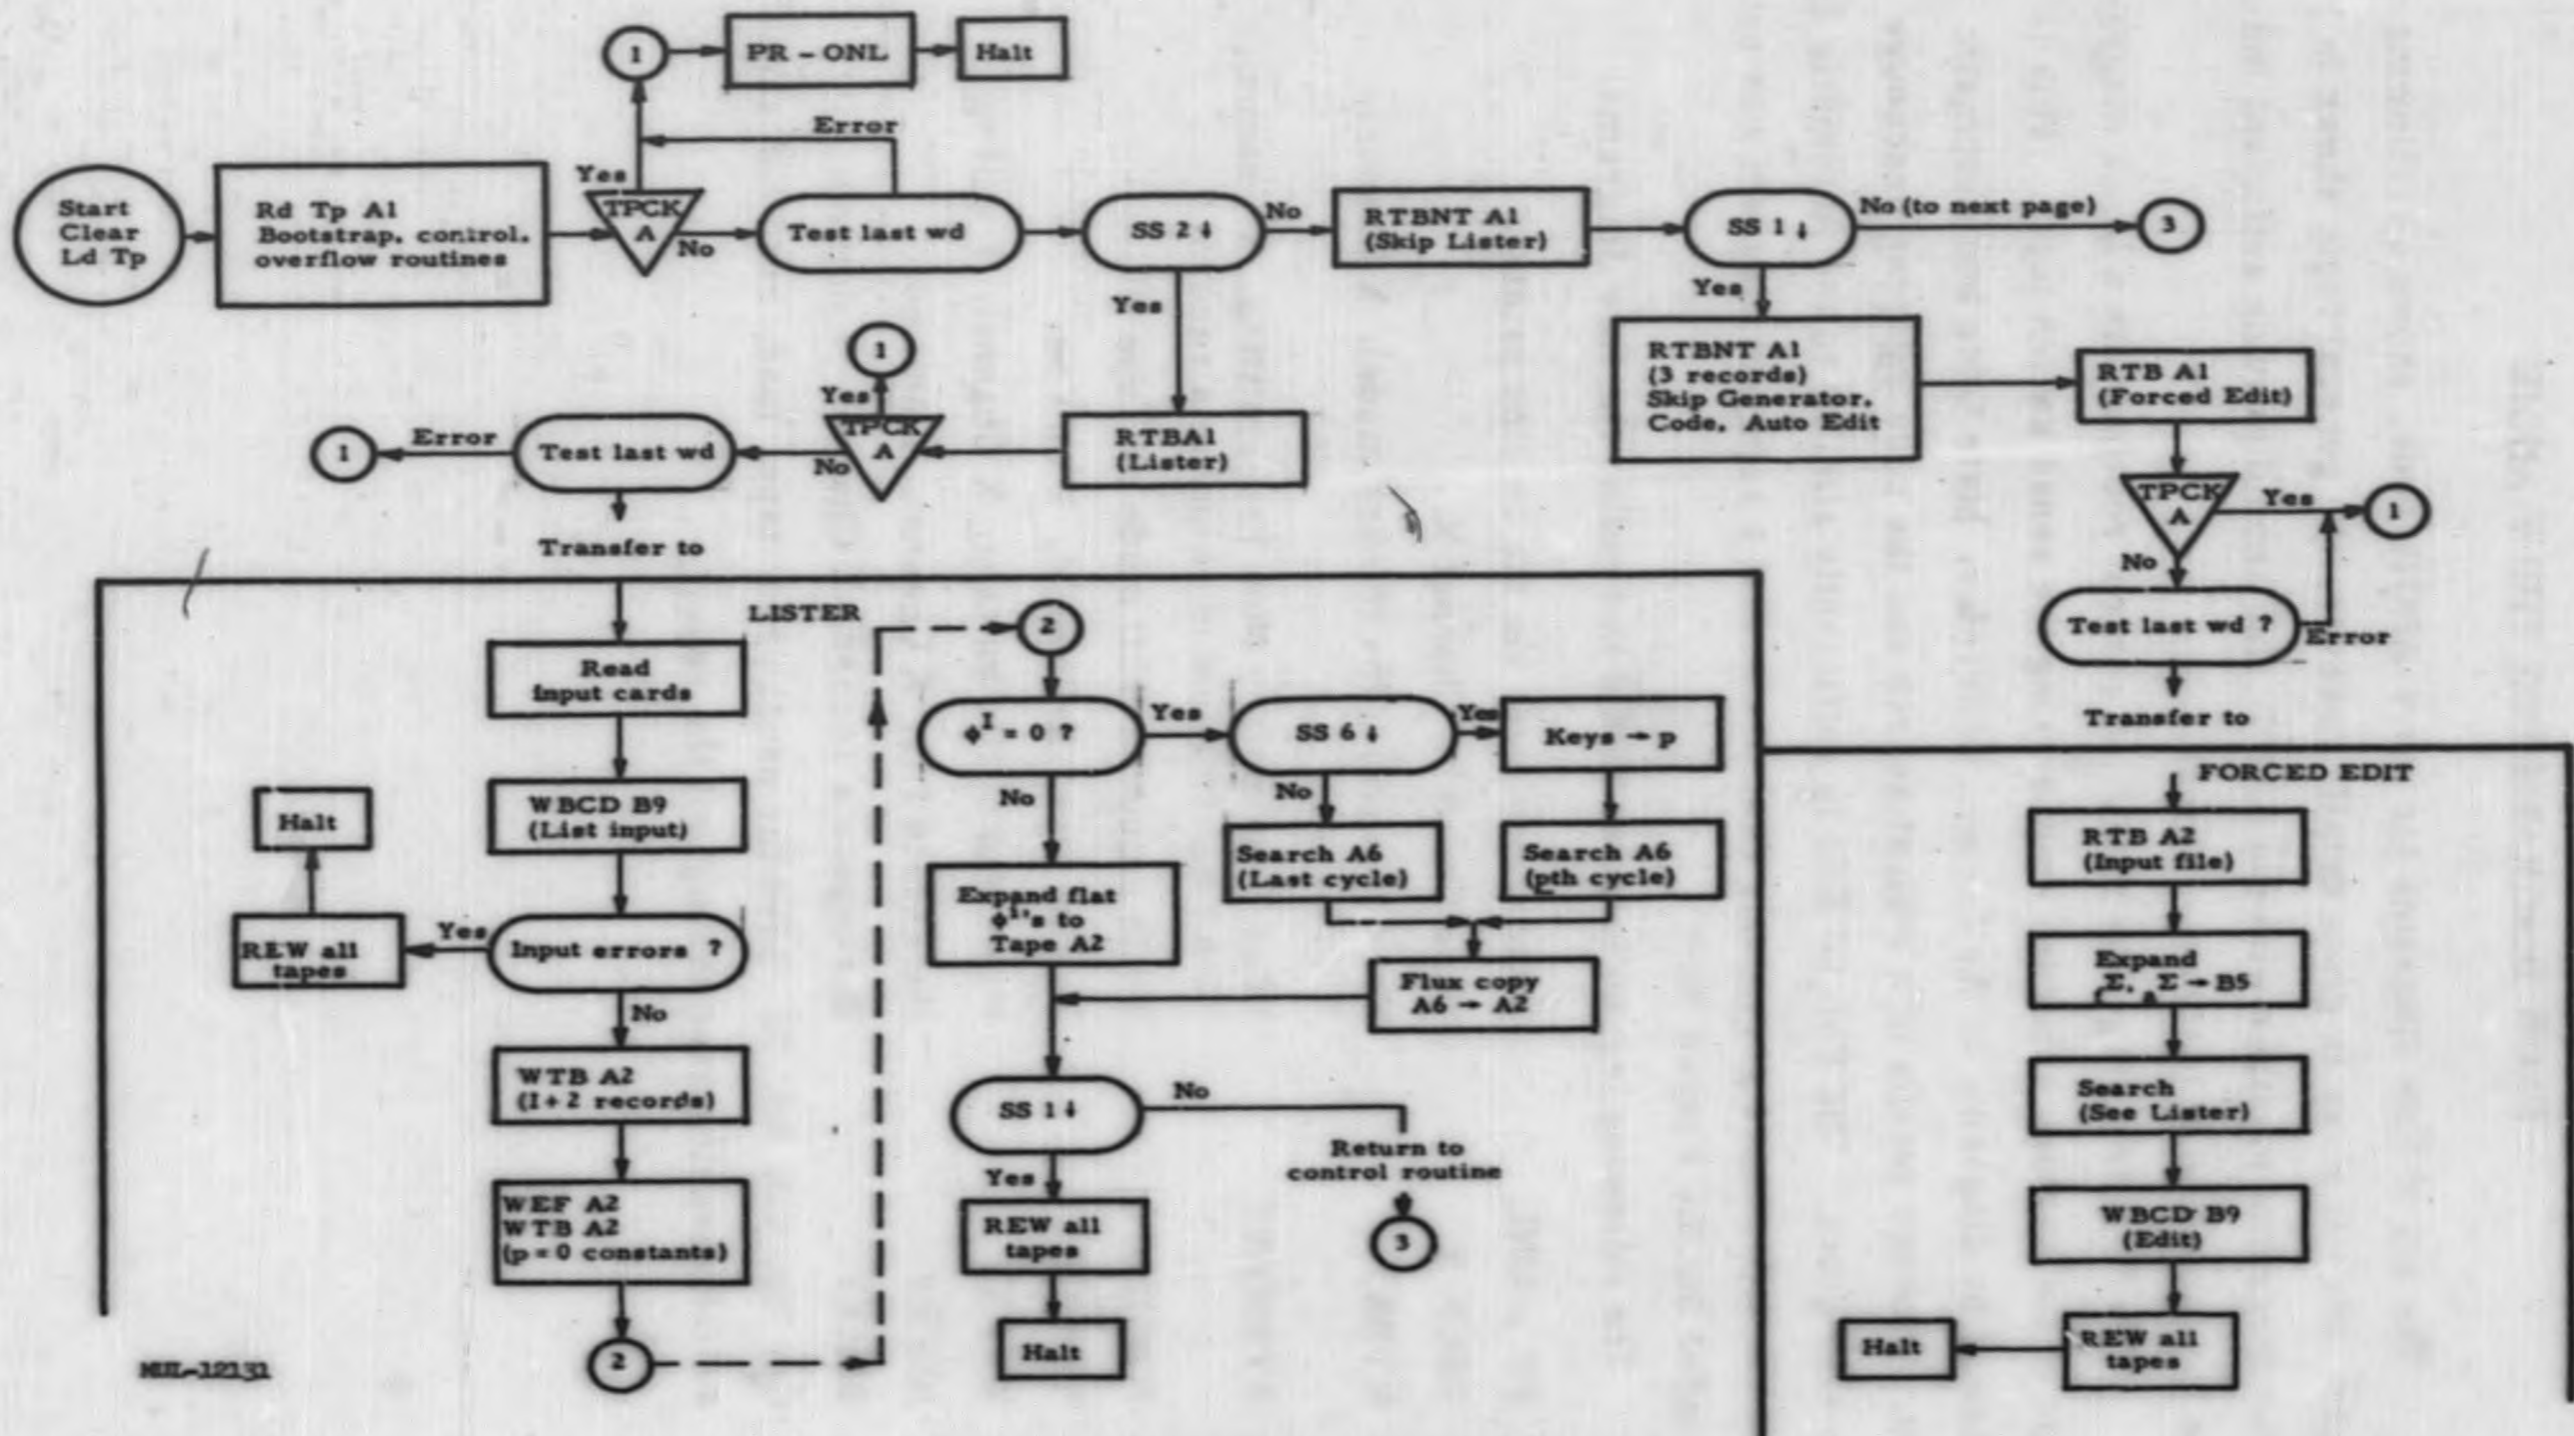 1
PR - ONL
Halt
Error
Yes
Start
Clear
Ld Tp
Rd Tp A1
Bootstrap, control,
overflow routines
TPCK
A
No
Test last wd
SS 2 ↓
No
RTBNT A1
(Skip Lister)
SS 1 ↓
No (to next page)
3
Yes
Yes
RTBNT A1
(3 records)
Skip Generator,
Code, Auto Edit
RTB A1
(Forced Edit)
1
Yes
TPCK
A
No
RTBA1
(Lister)
Test last wd
Error
1
Transfer to
TPCK
A
Yes
1
No
Test last wd ?
Error
Transfer to
LISTER
Read
input cards
WBCD B9
(List input)
Input errors ?
Yes
REW all
tapes
Halt
No
WTB A2
(I + 2 records)
WEF A2
WTB A2
(p = 0 constants)
2
2
ϕI = 0 ?
Yes
SS 6 ↓
Yes
Keys → p
No
No
Search A6
(Last cycle)
Search A6
(pth cycle)
Expand flat
ϕI's to
Tape A2
Flux copy
A6 → A2
SS 1 ↓
No
Return to
control routine
3
Yes
REW all
tapes
Halt
FORCED EDIT
RTB A2
(Input file)
Expand
Σ, Σ → B5
Search
(See Lister)
WBCD B9
(Edit)
REW all
tapes
Halt
MUL-12131